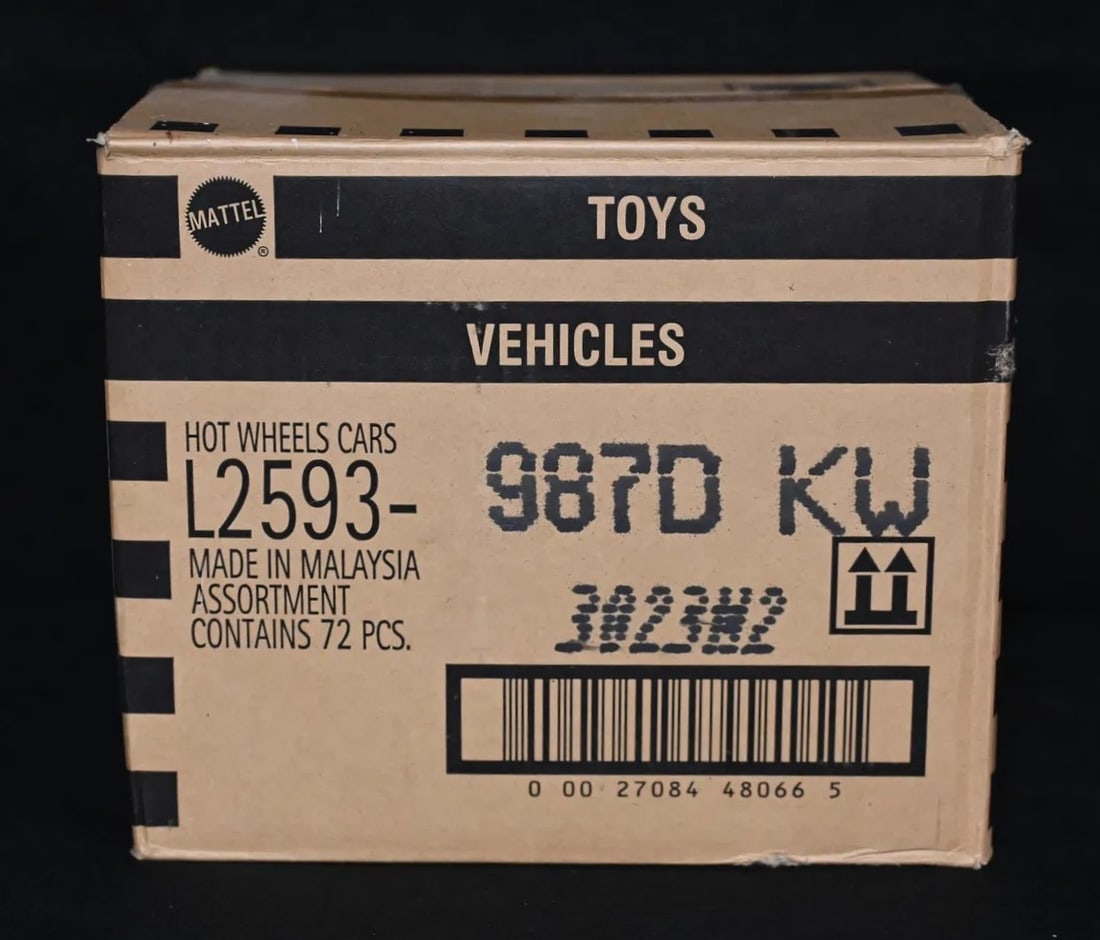 MATTEL
®
TOYS
VEHICLES
HOT WHEELS CARS
L2593-
MADE IN MALAYSIA
ASSORTMENT
CONTAINS 72 PCS.
987D KW
0 00 27084 48066 5